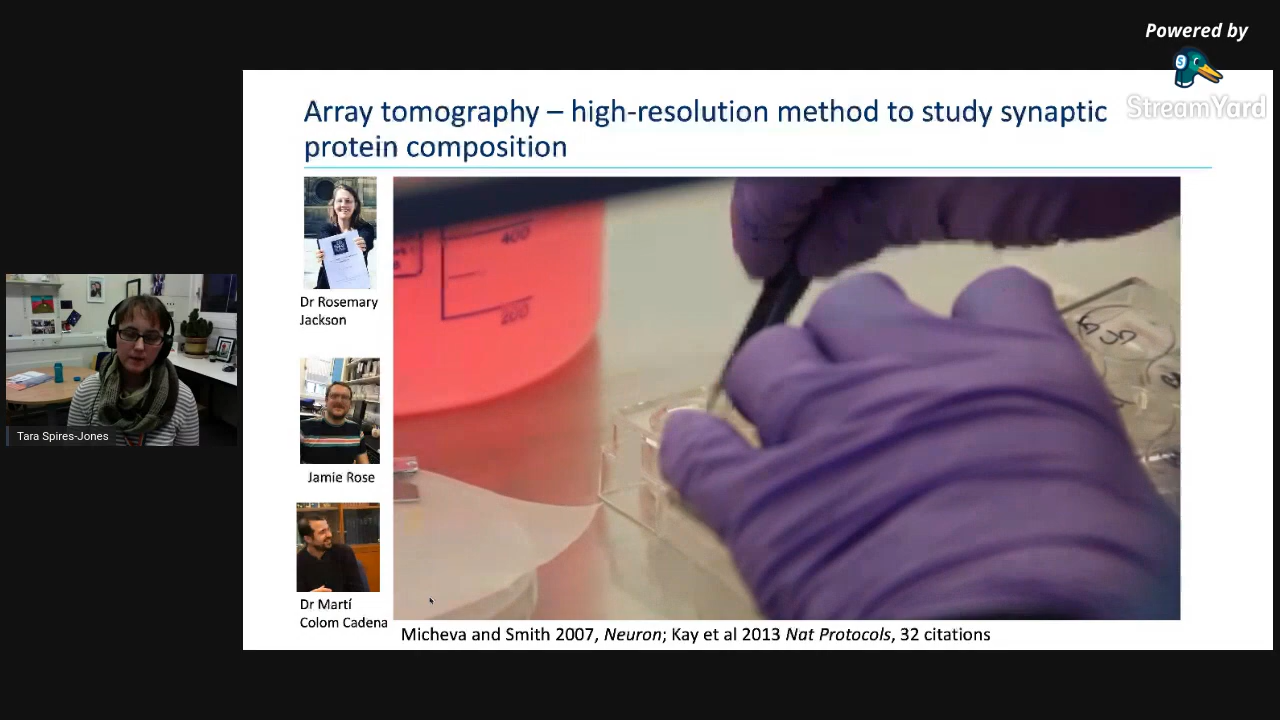 Powered by
StreamYard
Array tomography – high-resolution method to study synaptic
protein composition
Dr Rosemary
Jackson
Jamie Rose
Dr Martí
Colom Cadena
400
200
Tara Spires-Jones
Micheva and Smith 2007, Neuron; Kay et al 2013 Nat Protocols, 32 citations